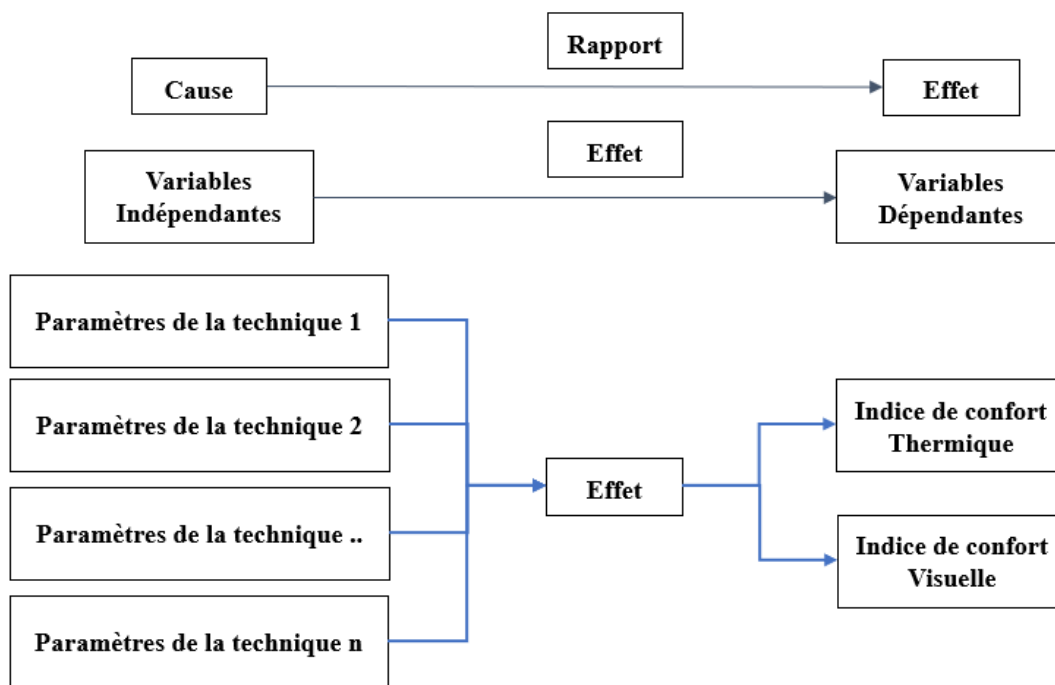 Rapport
Cause
Effet
Effet
Variables
Indépendantes
Variables
Dépendantes
Paramètres de la technique 1
Paramètres de la technique 2
Paramètres de la technique ..
Paramètres de la technique n
Effet
Indice de confort
Thermique
Indice de confort
Visuelle